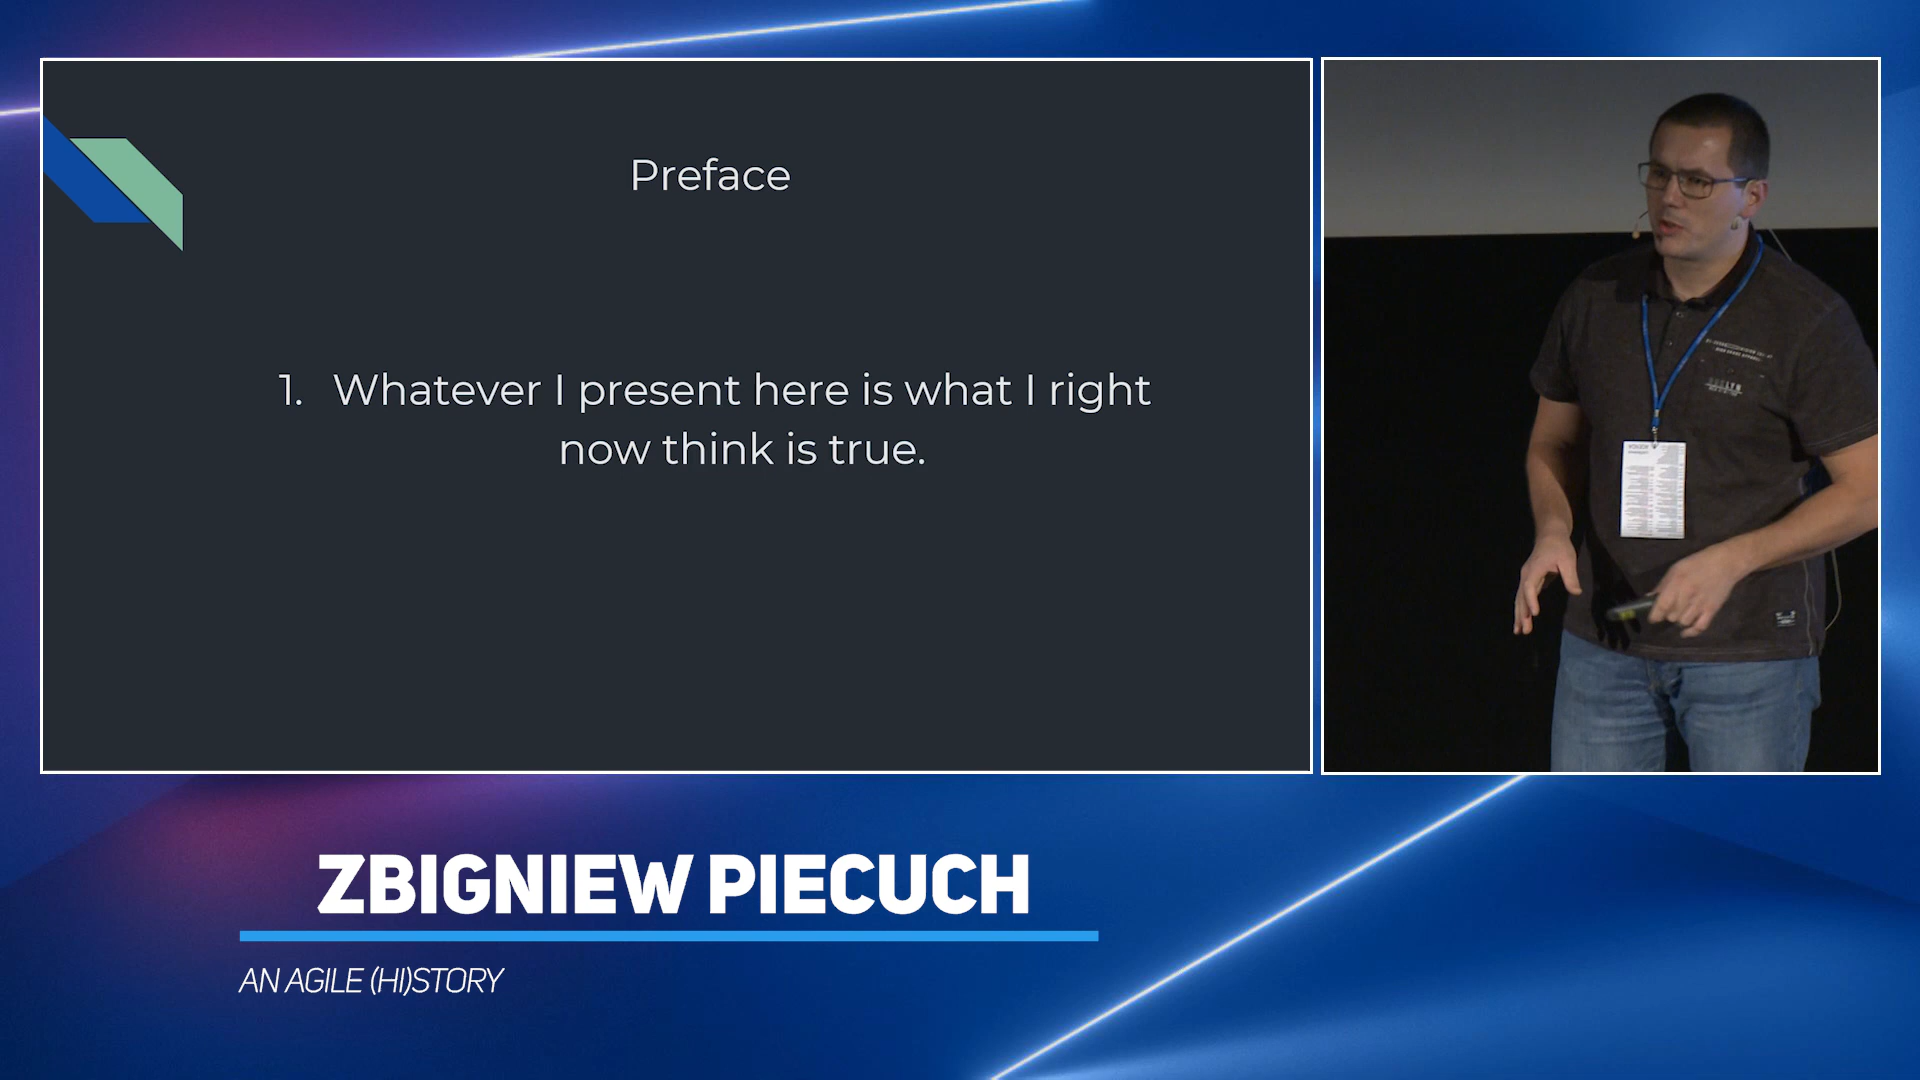 Preface
1. Whatever I present here is what I right
now think is true.
ZBIGNIEW PIECUCH
AN AGILE (HI)STORY